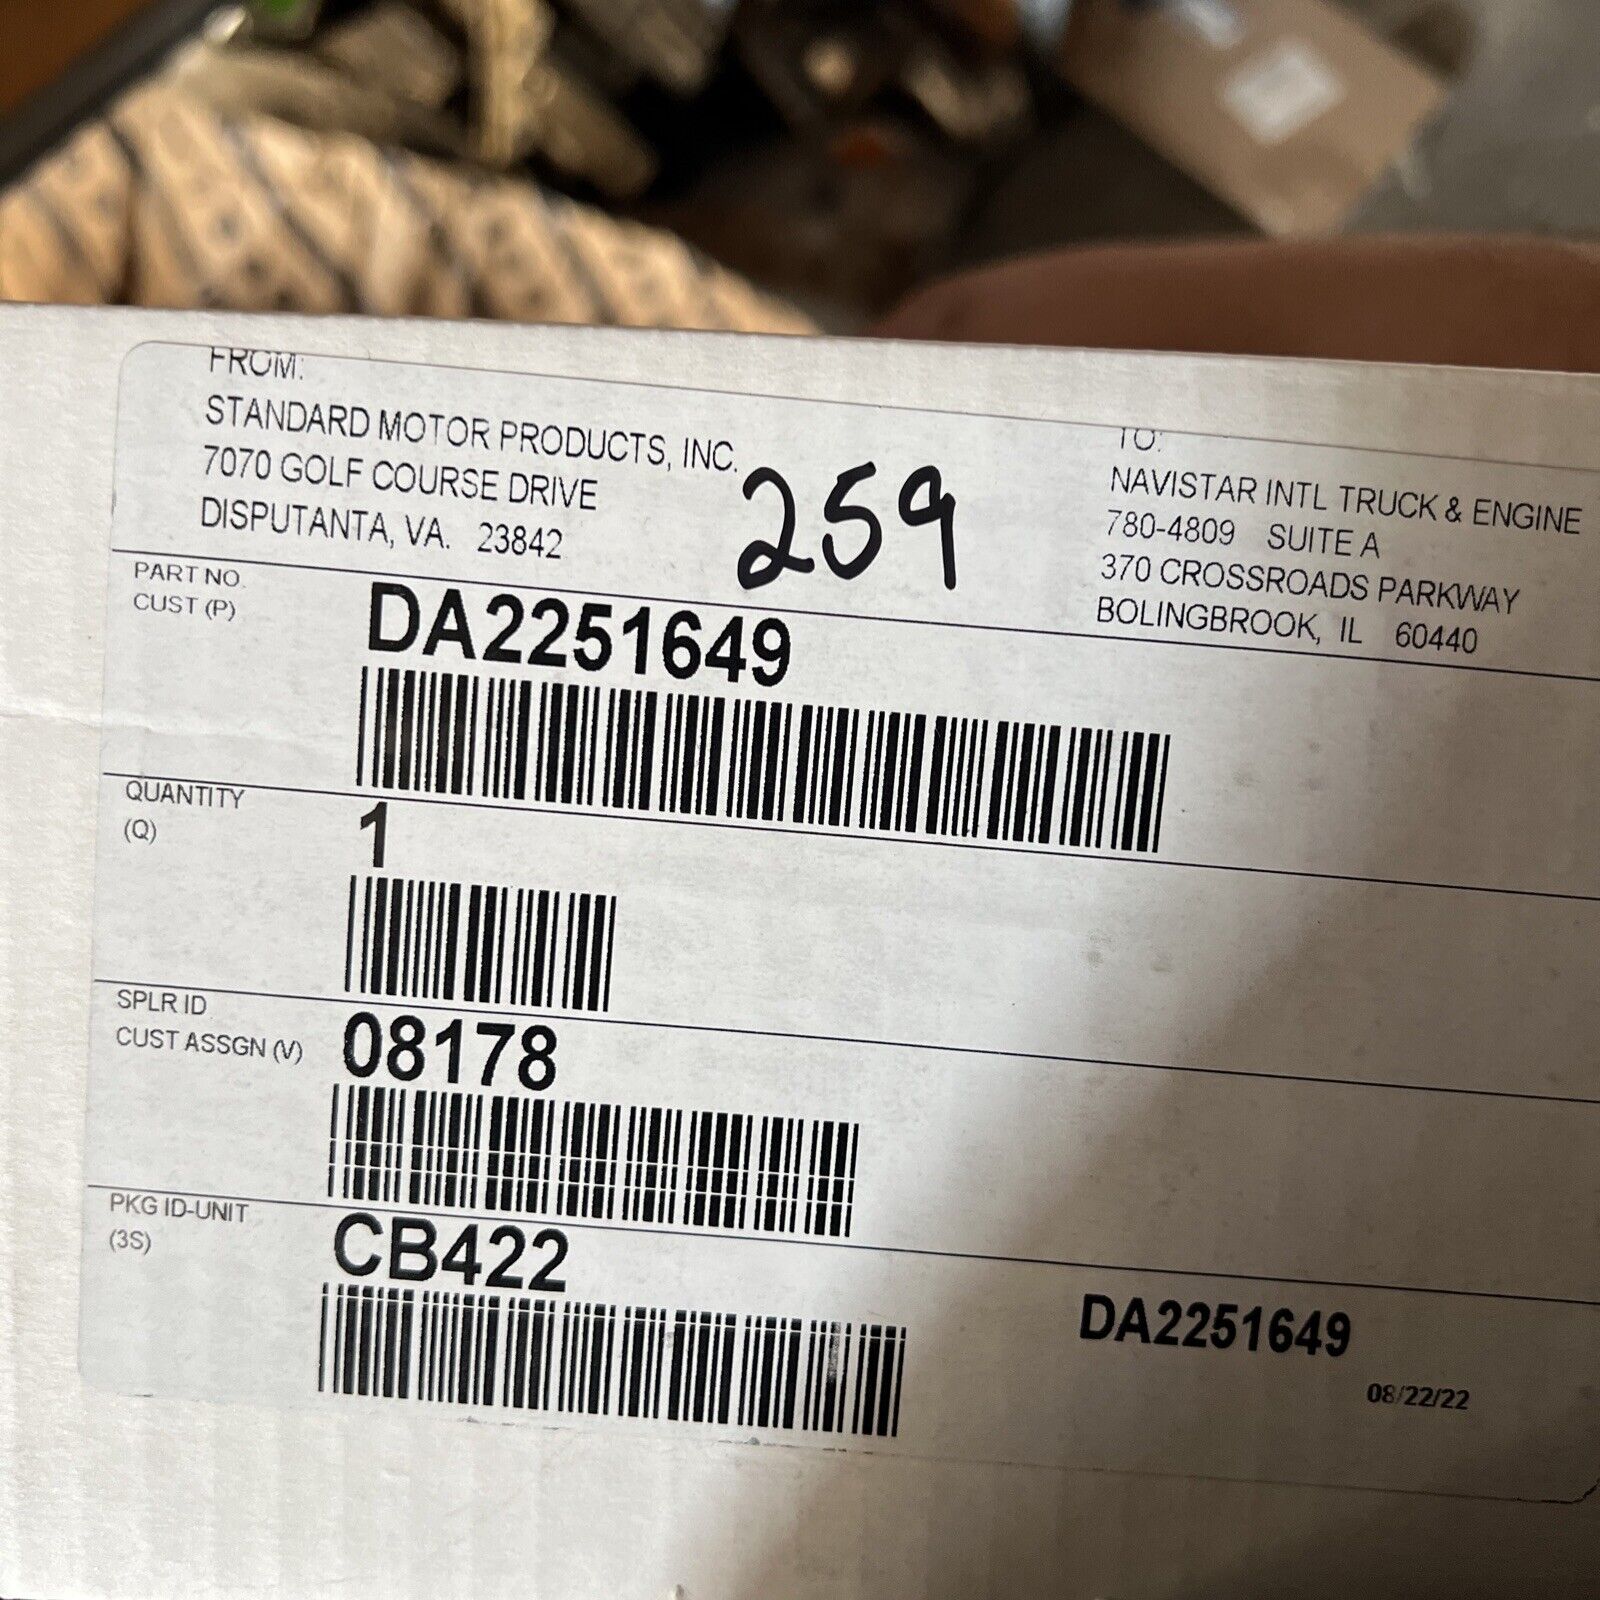 FROM:
STANDARD MOTOR PRODUCTS, INC.
7070 GOLF COURSE DRIVE
DISPUTANTA, VA. 23842
259
TO:
NAVISTAR INTL TRUCK & ENGINE
780-4809 SUITE A
370 CROSSROADS PARKWAY
BOLINGBROOK, IL 60440
PART NO.
CUST (P)
DA2251649
QUANTITY
(Q)
1
SPLR ID
CUST ASSGN (V)
08178
PKG ID-UNIT
(3S)
CB422
DA2251649
08/22/22